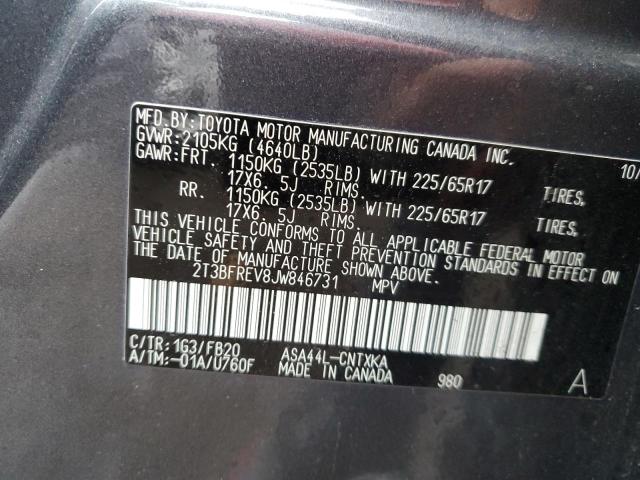 MFD.BY:TOYOTA MOTOR MANUFACTURING CANADA INC. 10/
GVWR:2105KG (4640LB)
GAWR:FRT. 1150KG (2535LB) WITH 225/65R17 TIRES,
17X6. 5J RIMS.
RR. 1150KG (2535LB) WITH 225/65R17 TIRES,
17X6. 5J RIMS.
THIS VEHICLE CONFORMS TO ALL APPLICABLE FEDERAL MOTOR
VEHICLE SAFETY AND THEFT PREVENTION STANDARDS IN EFFECT ON
THE DATE OF MANUFACTURE SHOWN ABOVE.
2T3BFREV8JW846731 MPV
C/TR:1G3/FB20 ASA44L-CNTXKA
A/TM:-01A/U760F MADE IN CANADA 980 A